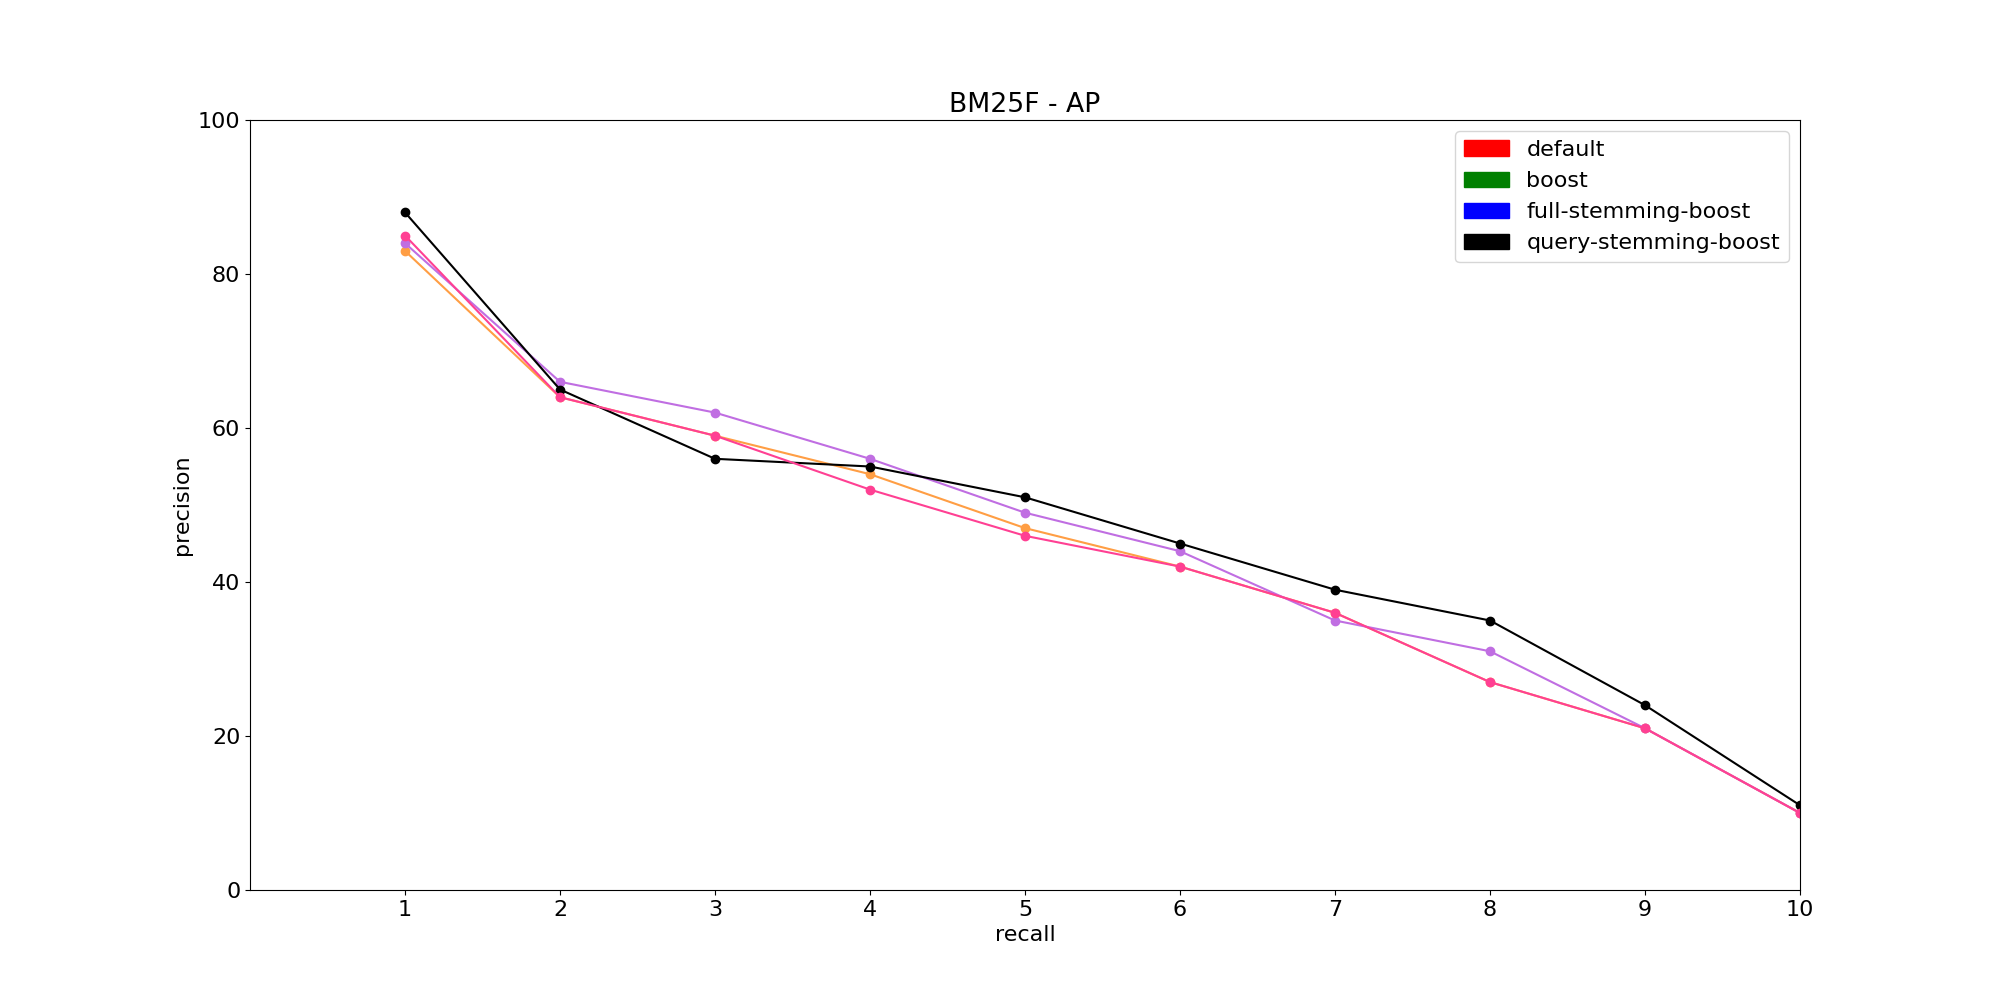 BM25F - AP
100
80
60
40
20
0
precision
default
boost
full-stemming-boost
query-stemming-boost
1 2 3 4 5 6 7 8 9 10
recall